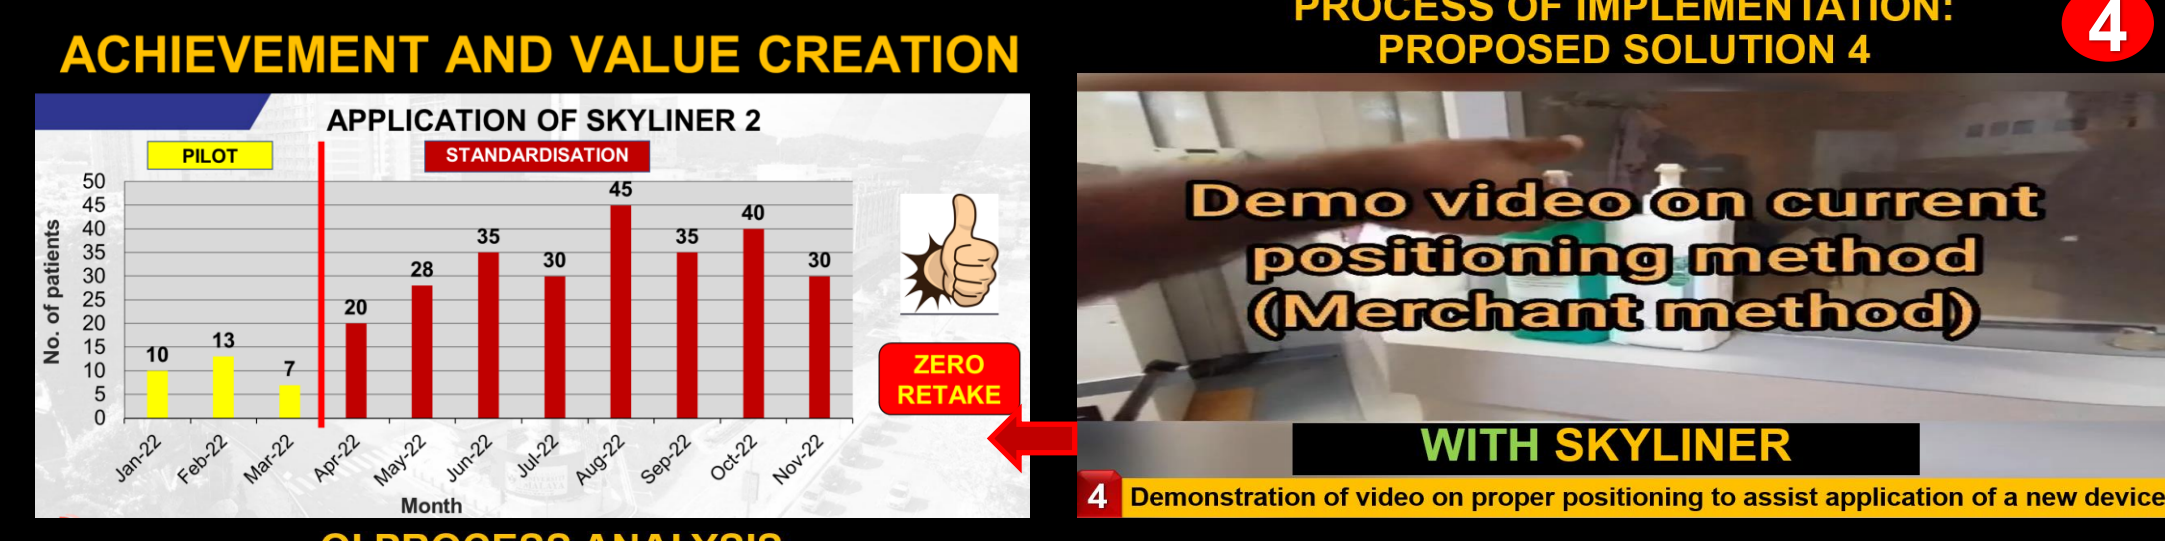 ACHIEVEMENT AND VALUE CREATION
APPLICATION OF SKYLINER 2
PILOT
STANDARDISATION
No. of patients
50
45
40
35
30
25
20
15
10
5
0
10
13
7
20
28
35
30
45
35
40
30
Jan-22
Feb-22
Mar-22
Apr-22
May-22
Jun-22
Jul-22
Aug-22
Sep-22
Oct-22
Nov-22
Month
ZERO
RETAKE
PROCESS OF IMPLEMENTATION:
PROPOSED SOLUTION 4
4
Demo video on current
positioning method
(Merchant method)
WITH SKYLINER
4 Demonstration of video on proper positioning to assist application of a new device
PROCESS ANALYSIS